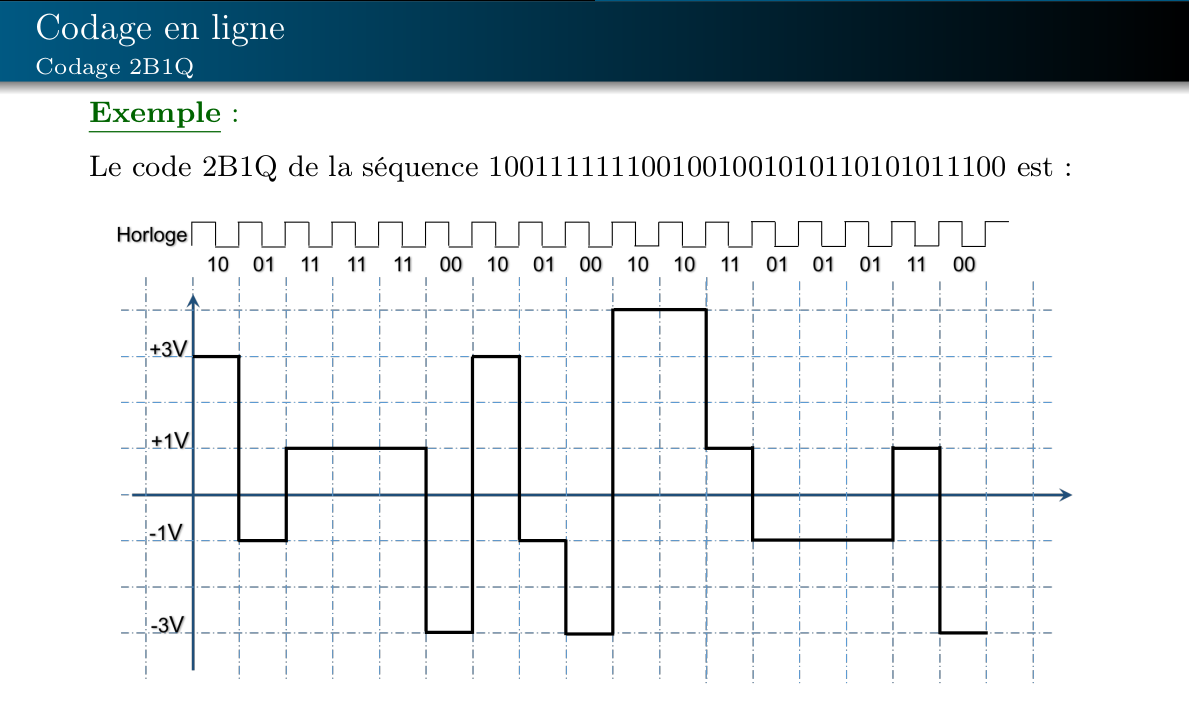 Codage en ligne
Codage 2B1Q
Exemple :
Le code 2B1Q de la séquence 1001111111001001001010110101011100 est :
Horloge
10 01 11 11 11 00 10 01 00 10 10 11 01 01 01 11 00
+3V
+1V
-1V
-3V